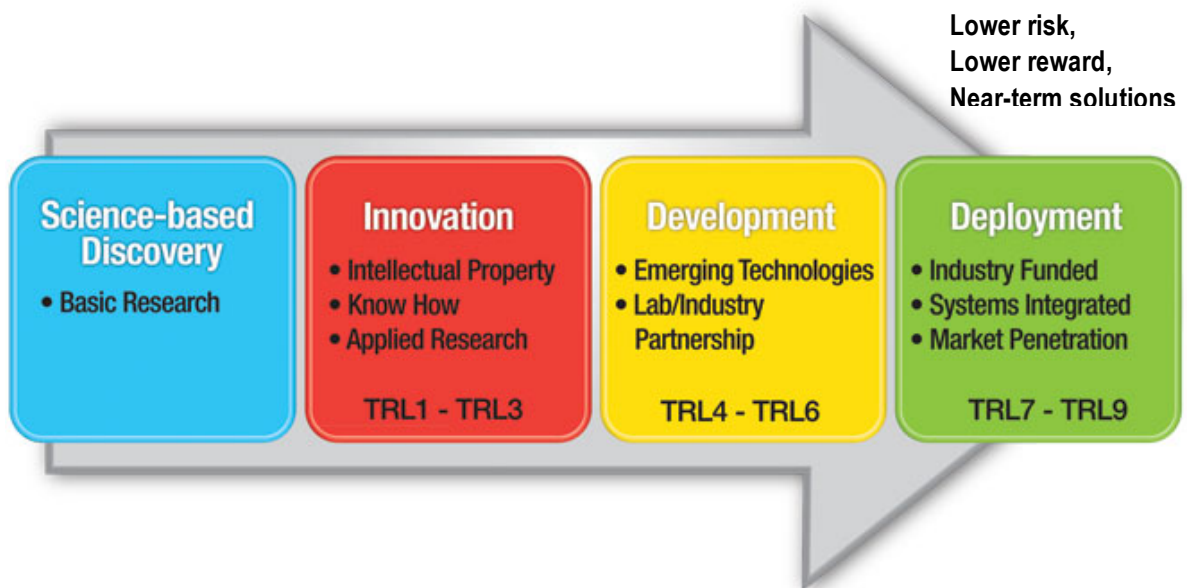 Lower risk,
Lower reward,
Near-term solutions
Science-based
Discovery
• Basic Research
Innovation
• Intellectual Property
• Know How
• Applied Research
TRL1 - TRL3
Development
• Emerging Technologies
• Lab/Industry
Partnership
TRL4 - TRL6
Deployment
• Industry Funded
• Systems Integrated
• Market Penetration
TRL7 - TRL9